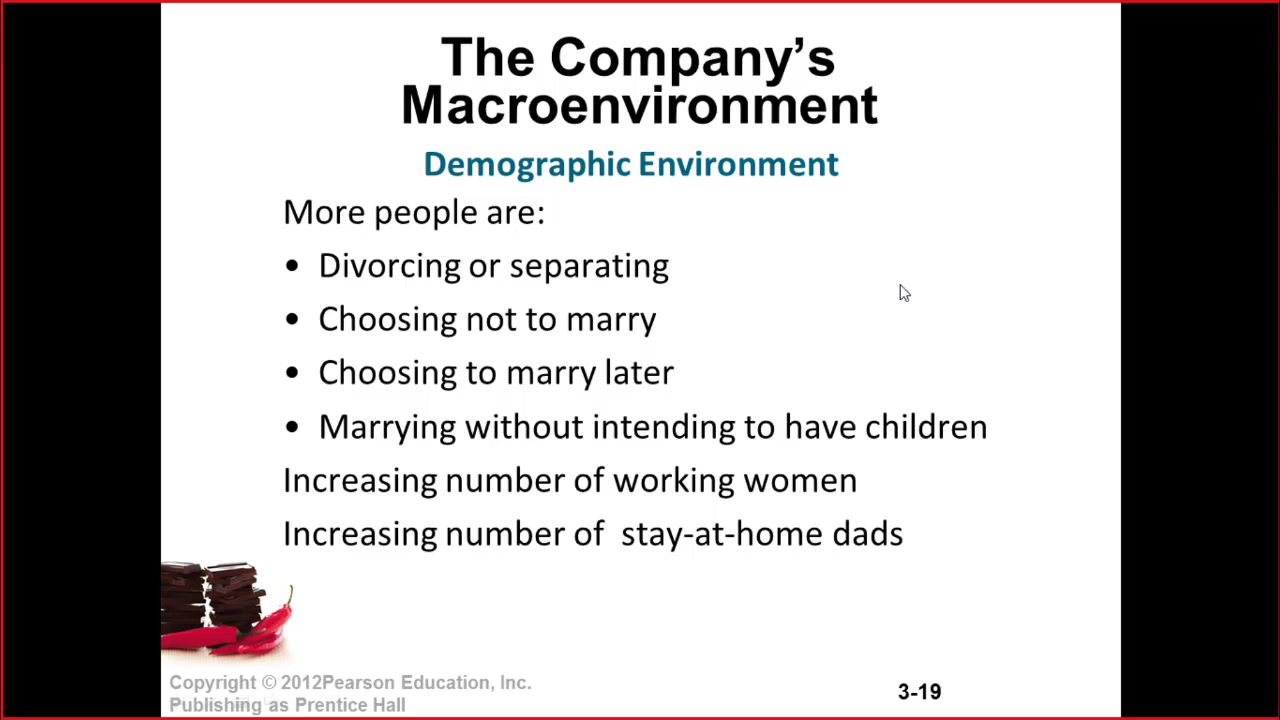 The Company’s
Macroenvironment
Demographic Environment
More people are:
• Divorcing or separating
• Choosing not to marry
• Choosing to marry later
• Marrying without intending to have children
Increasing number of working women
Increasing number of  stay-at-home dads
Copyright © 2012Pearson Education, Inc.
Publishing as Prentice Hall
3-19